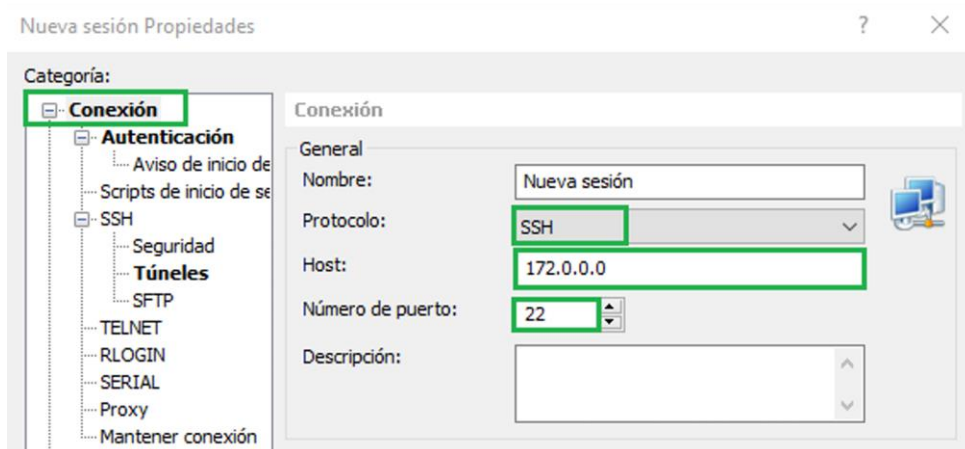 Nueva sesión Propiedades
?
Categoría:
Conexión
Autenticación
Aviso de inicio de
Scripts de inicio de se
SSH
Seguridad
Túneles
SFTP
TELNET
RLOGIN
SERIAL
Proxy
Mantener conexión
Conexión
General
Nombre: Nueva sesión
Protocolo: SSH
Host: 172.0.0.0
Número de puerto: 22
Descripción: